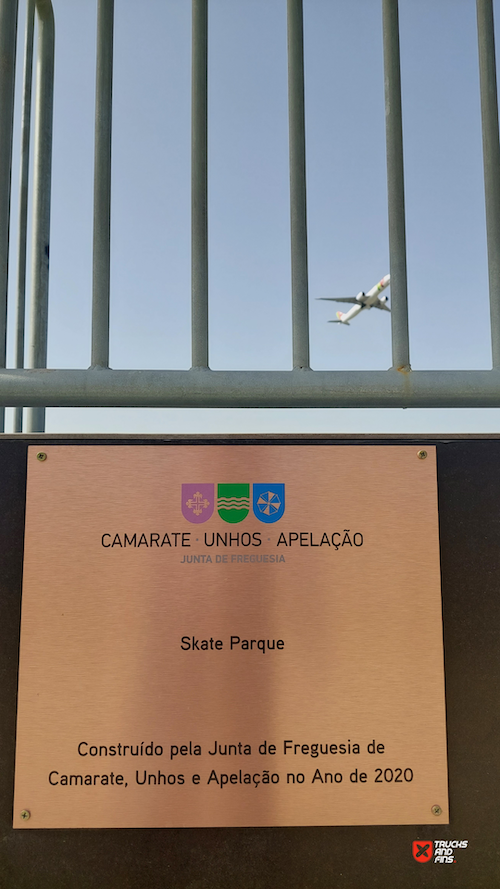 CAMARATE · UNHOS · APELAÇÃO
JUNTA DE FREGUESIA
Skate Parque
Construído pela Junta de Freguesia de
Camarate, Unhos e Apelação no Ano de 2020
TRUCKS
AND
FINS